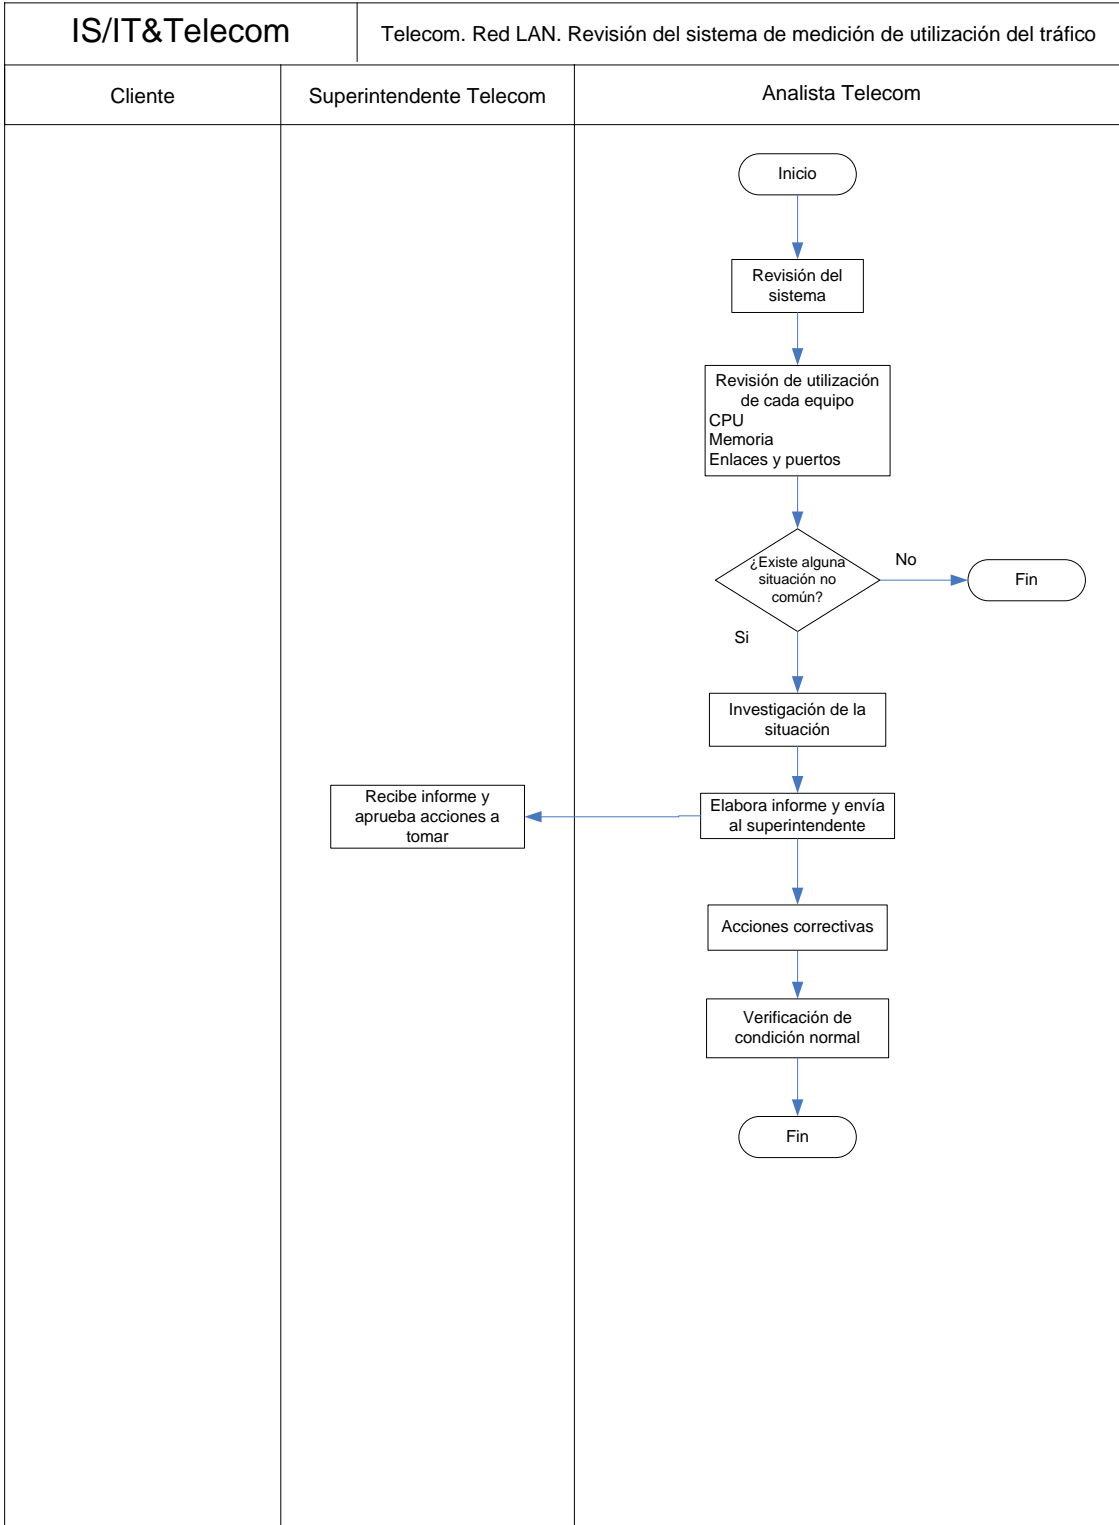 IS/IT&Telecom
Telecom. Red LAN. Revisión del sistema de medición de utilización del tráfico
Cliente
Superintendente Telecom
Analista Telecom
Inicio
Revisión del
sistema
Revisión de utilización
de cada equipo
CPU
Memoria
Enlaces y puertos
¿Existe alguna
situación no
común?
No
Fin
Si
Investigación de la
situación
Recibe informe y
aprueba acciones a
tomar
Elabora informe y envía
al superintendente
Acciones correctivas
Verificación de
condición normal
Fin